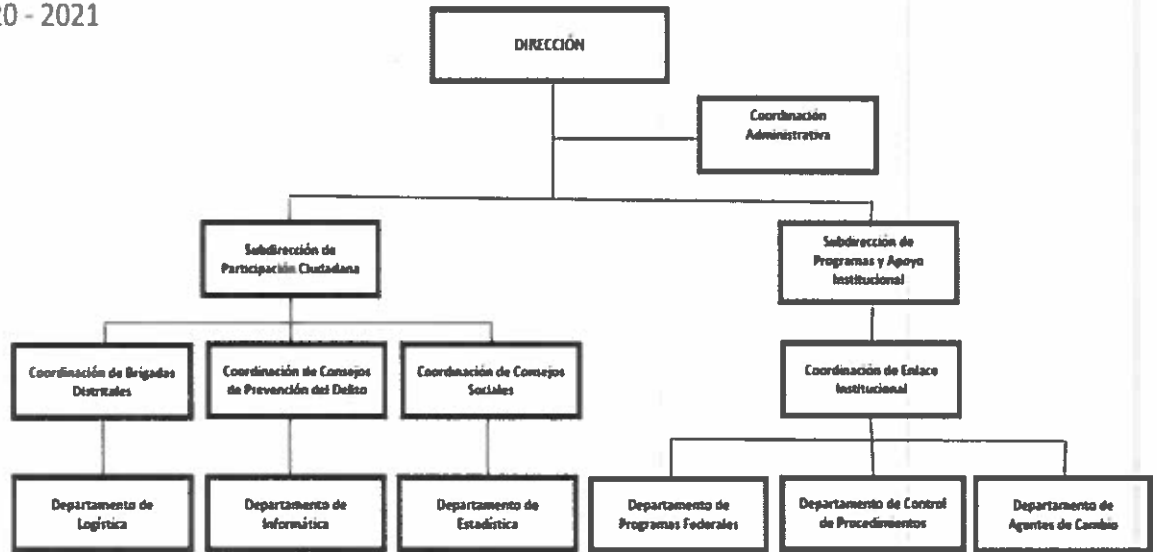 20 - 2021
DIRECCIÓN
Coordinación
Administrativa
Subdirección de
Participación Ciudadana
Subdirección de
Programas y Apoyo
Institucional
Coordinación de Brigadas
Distritales
Coordinación de Consejos
de Prevención del Delito
Coordinación de Consejos
Sociales
Coordinación de Enlace
Institucional
Departamento de
Logística
Departamento de
Informática
Departamento de
Estadística
Departamento de
Programas Federales
Departamento de Control
de Procedimientos
Departamento de
Agentes de Cambio